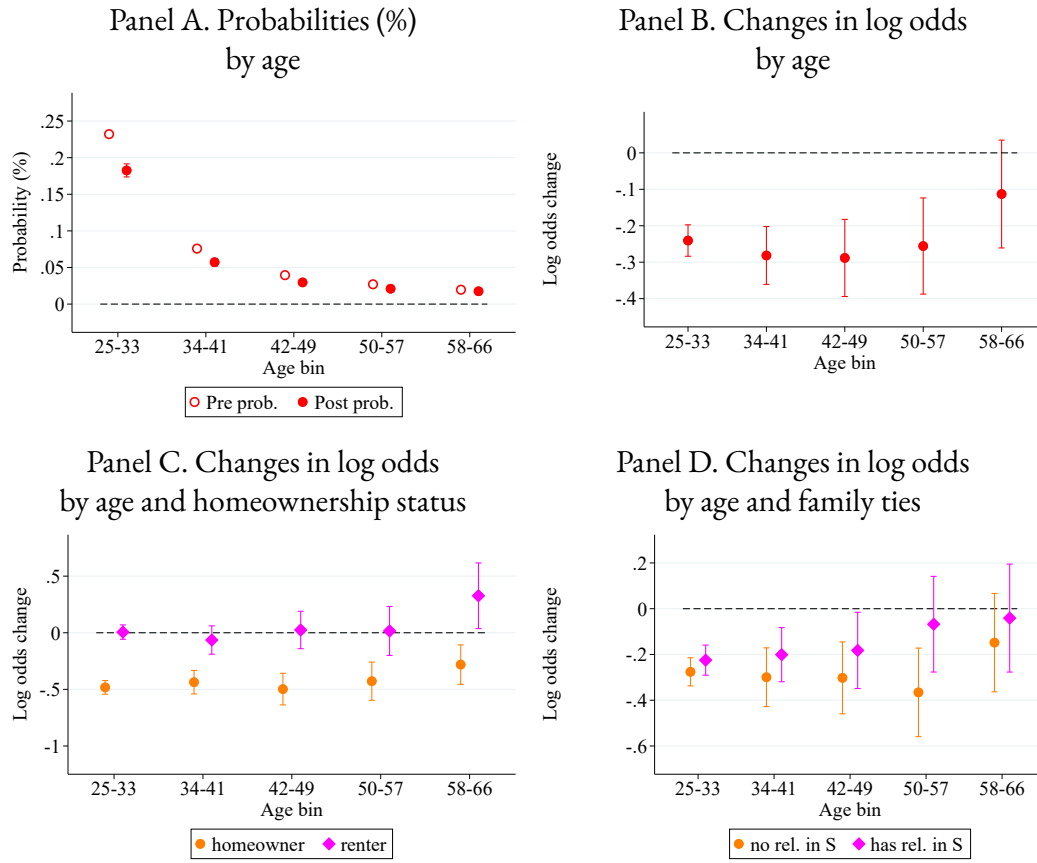 Panel A. Probabilities (%)
by age
.25
.2
.15
.1
.05
0
Probability (%)
25-33 34-41 42-49 50-57 58-66
Age bin
Pre prob. Post prob.
Panel B. Changes in log odds
by age
0
-.1
-.2
-.3
-.4
Log odds change
25-33 34-41 42-49 50-57 58-66
Age bin
Panel C. Changes in log odds
by age and homeownership status
.5
0
-.5
-1
Log odds change
25-33 34-41 42-49 50-57 58-66
Age bin
homeowner renter
Panel D. Changes in log odds
by age and family ties
.2
0
-.2
-.4
-.6
Log odds change
25-33 34-41 42-49 50-57 58-66
Age bin
no rel. in S has rel. in S